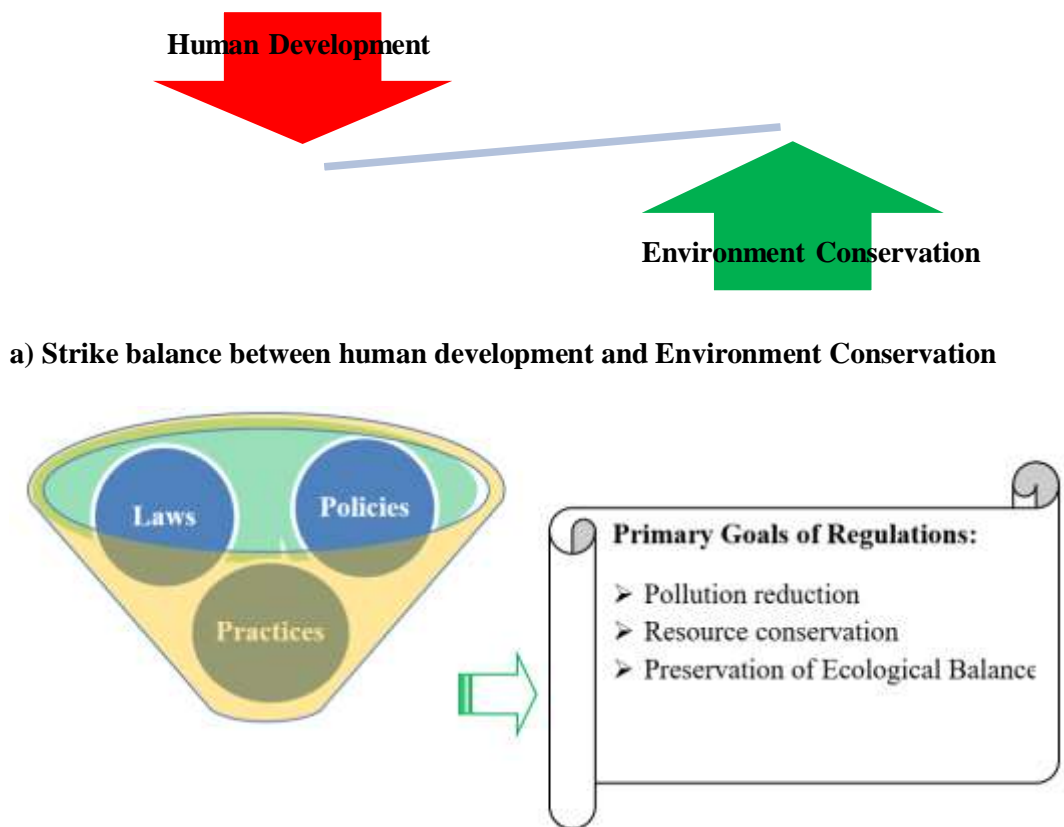 Human Development
Environment Conservation
a) Strike balance between human development and Environment Conservation
Laws
Policies
Practices
Primary Goals of Regulations:
➢ Pollution reduction
➢ Resource conservation
➢ Preservation of Ecological Balance